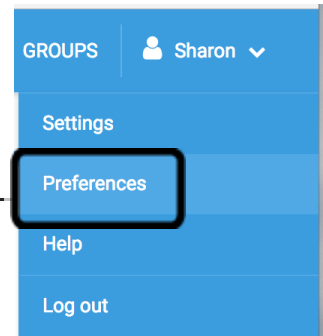 GROUPS Sharon
Settings
Preferences
Help
Log out